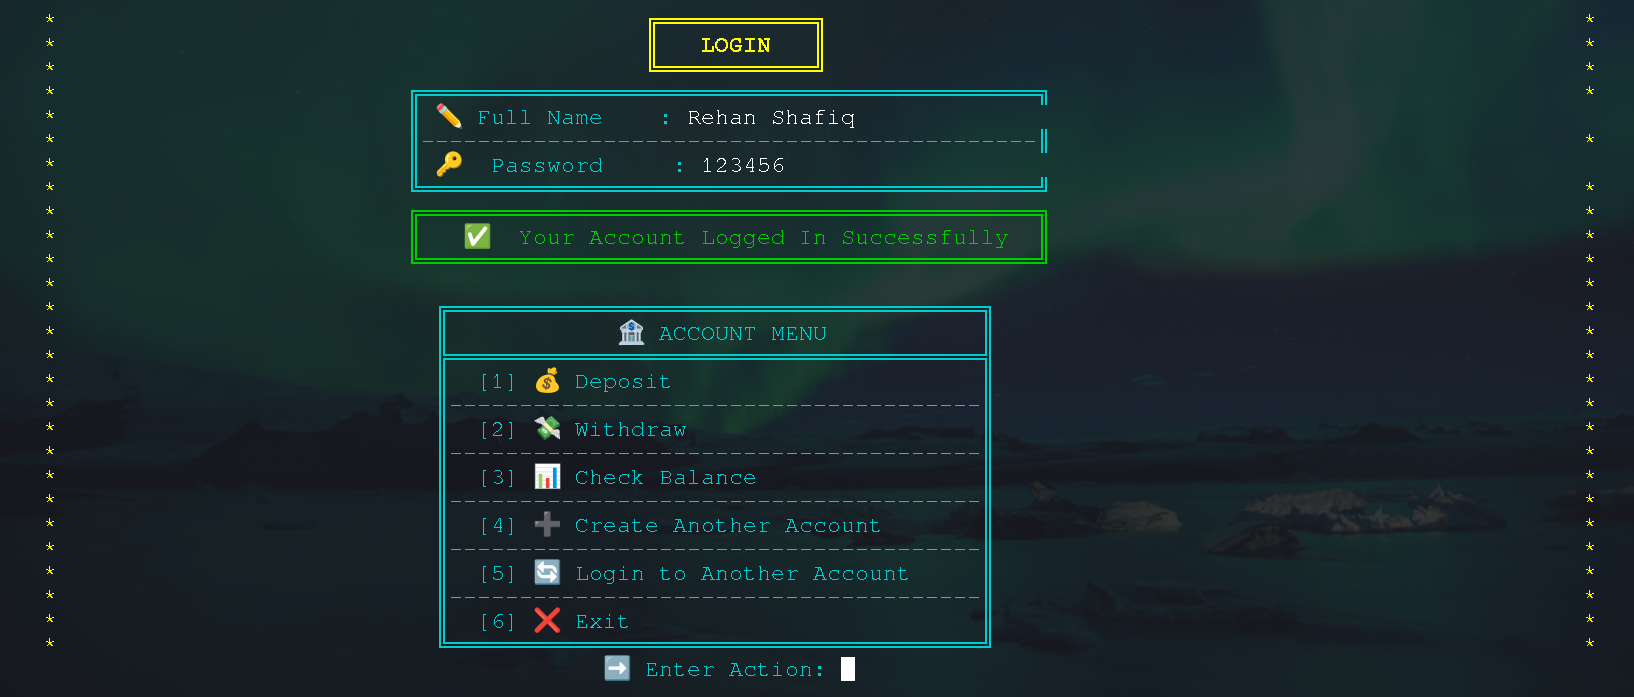 LOGIN
✏️ Full Name : Rehan Shafiq
🔑 Password : 123456
✅ Your Account Logged In Successfully
🏦 ACCOUNT MENU
[1] 💰 Deposit
[2] 💸 Withdraw
[3] 📊 Check Balance
[4] ➕ Create Another Account
[5] 🔄 Login to Another Account
[6] ❌ Exit
➡️ Enter Action: